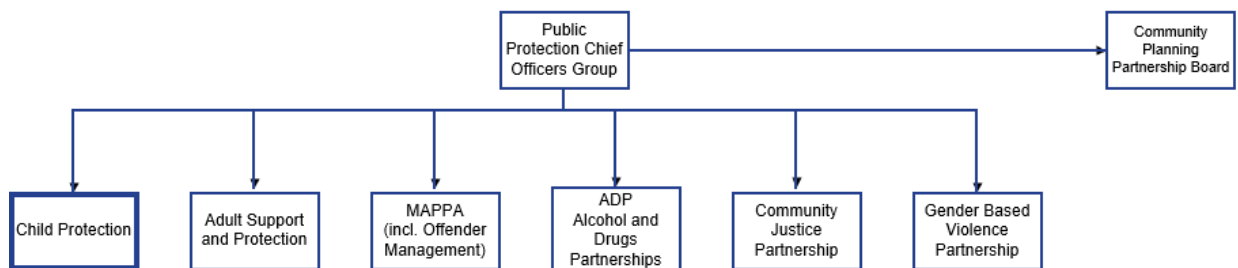 Public
Protection Chief
Officers Group
Community
Planning
Partnership Board
Child Protection
Adult Support
and Protection
MAPPA
(incl. Offender
Management)
ADP
Alcohol and
Drugs
Partnerships
Community
Justice
Partnership
Gender Based
Violence
Partnership